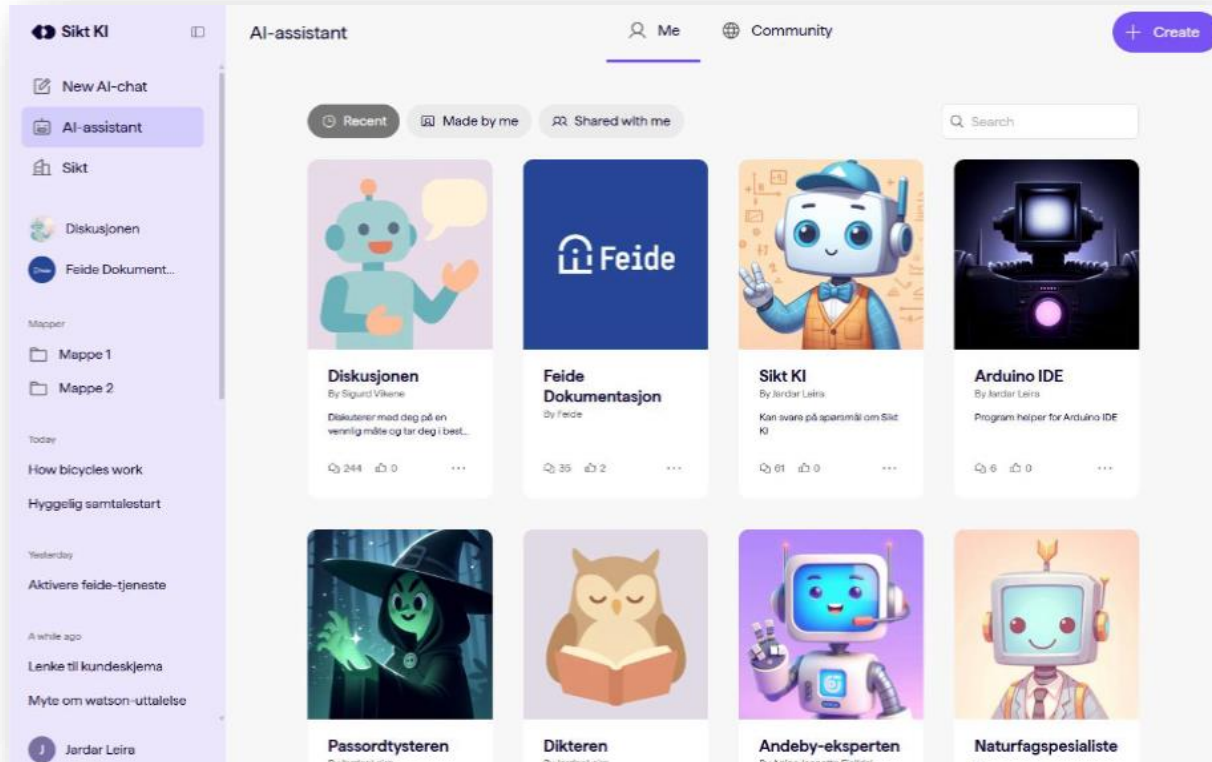 Sikt KI
New AI-chat
AI-assistant
Sikt
Diskusjonen
Feide Dokument...
Mapper
Mappe 1
Mappe 2
Today
How bicycles work
Hyggelig samtalestart
Yesterday
Aktivere feide-tjeneste
A while ago
Lenke til kundeskjema
Myte om watson-uttalelse
J
Jardar Leira
AI-assistant
Me
Community
+ Create
Recent
Made by me
Shared with me
Search
Feide
Diskusjonen
By Sigurd Vikene
Diskuterer med deg på en
vennlig måte og tar deg i best...
244 0 ...
Feide
Dokumentasjon
By Feide
35 2 ...
Sikt KI
By Jardar Leira
Kan svare på spørsmål om Sikt
KI
61 0 ...
Arduino IDE
By Jardar Leira
Program helper for Arduino IDE
6 0 ...
Passordtysteren
Dikteren
Andeby-eksperten
Naturfagspesialiste